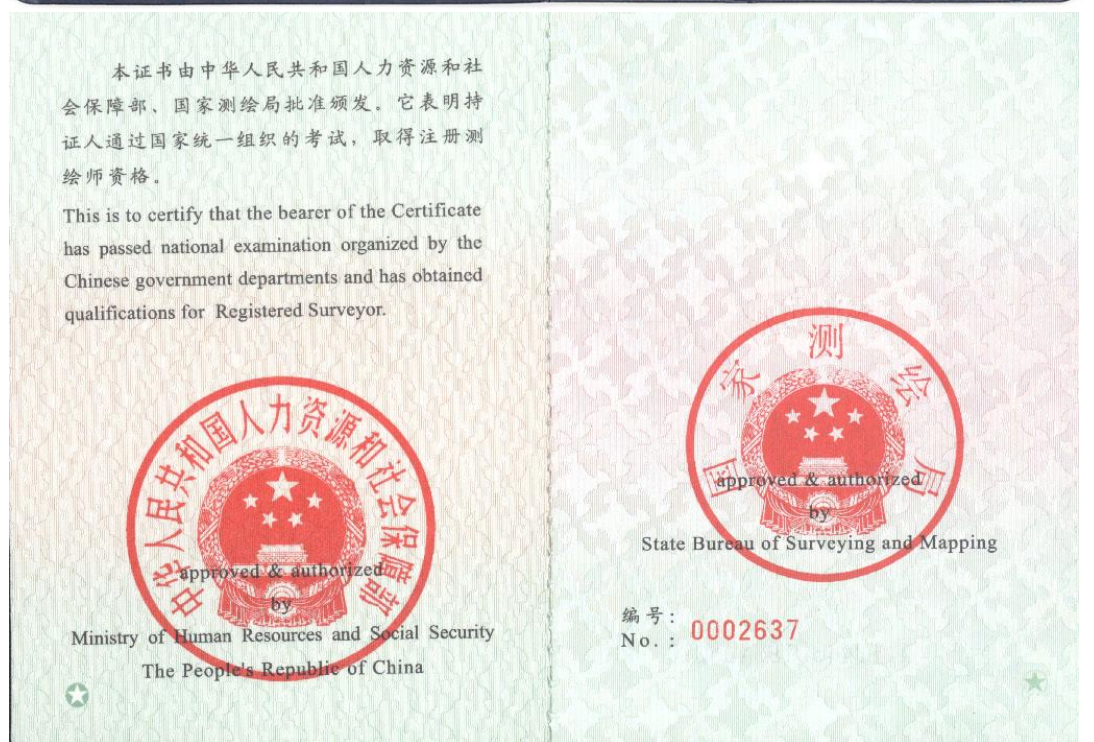 本证书由中华人民共和国人力资源和社
会保障部、国家测绘局批准颁发。它表明持
证人通过国家统一组织的考试，取得注册测
绘师资格。
This is to certify that the bearer of the Certificate
has passed national examination organized by the
Chinese government departments and has obtained
qualifications for Registered Surveyor.
中华人民共和国人力资源和社会保障部
approved & authorized
by
Ministry of Human Resources and Social Security
The People's Republic of China
国家测绘局
approved & authorized
by
State Bureau of Surveying and Mapping
编号：
No.: 0002637